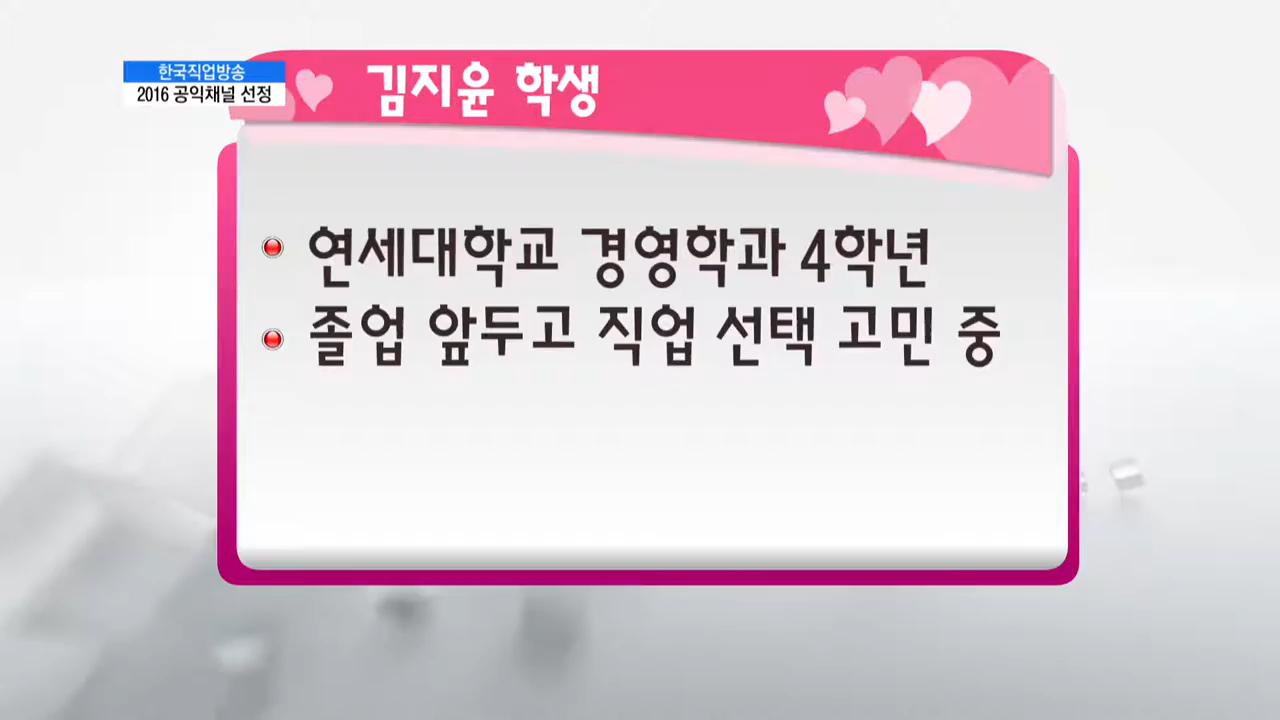 한국직업방송
2016 공익채널 선정
김지윤 학생
연세대학교 경영학과 4학년
졸업 앞두고 직업 선택 고민 중